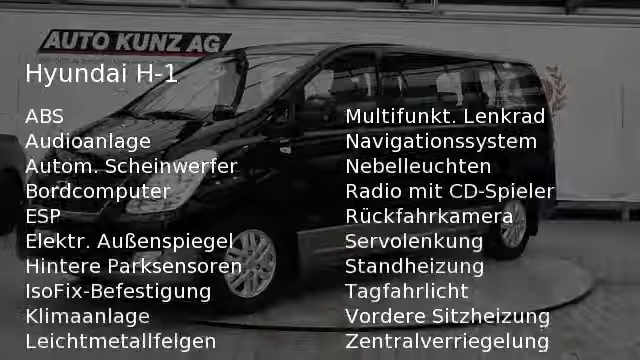 AUTO KUNZ AG
Hyundai H-1
ABS
Audioanlage
Autom. Scheinwerfer
Bordcomputer
ESP
Elektr. Außenspiegel
Hintere Parksensoren
IsoFix-Befestigung
Klimaanlage
Leichtmetallfelgen
Multifunkt. Lenkrad
Navigationssystem
Nebelleuchten
Radio mit CD-Spieler
Rückfahrkamera
Servolenkung
Standheizung
Tagfahrlicht
Vordere Sitzheizung
Zentralverriegelung